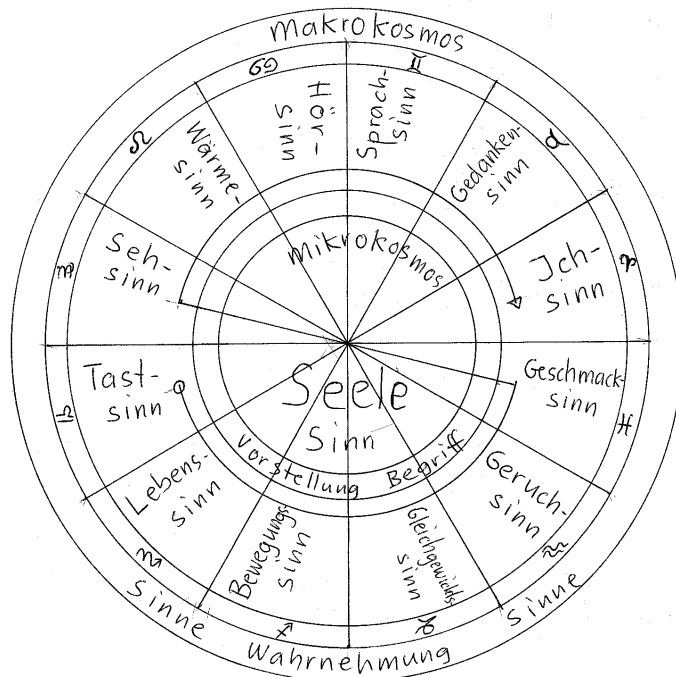 Makrokosmos
♋
♊
Hör-
sinn
Sprach-
sinn
♌
Wärme-
sinn
Gedanken-
sinn
♉
♍
Seh-
sinn
Mikrokosmos
Ich-
sinn
♈
♎
Tast-
sinn
Seele
Sinn
Geschmack-
sinn
♓
Vorstellung
Begriff
Lebens-
sinn
♏
Geruch-
sinn
♒
Bewegungs-
sinn
♐
Gleichgewichts-
sinn
♑
Sinne
Wahrnehmung
Sinne